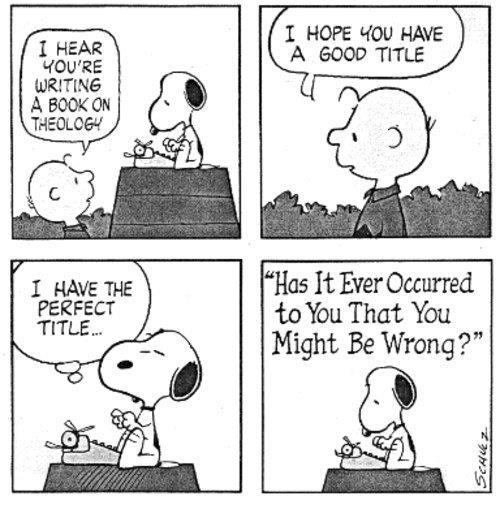 I HEAR
YOU'RE
WRITING
A BOOK ON
THEOLOGY
I HOPE YOU HAVE
A GOOD TITLE
I HAVE THE
PERFECT
TITLE...
"Has It Ever Occurred
to You That You
Might Be Wrong?"
SCHULZ